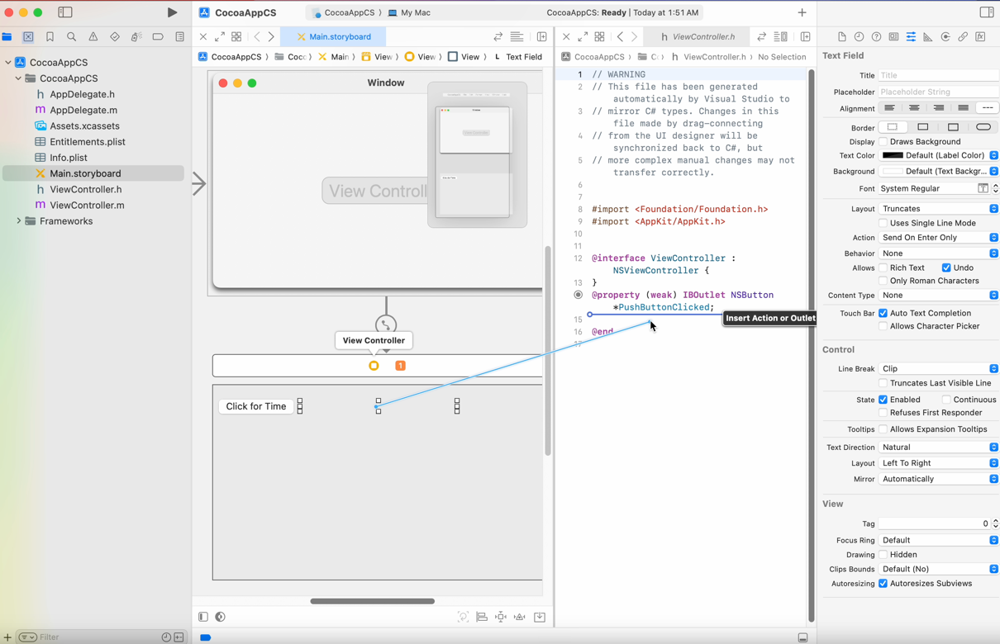 CocoaAppCS
CocoaAppCS 〉 My Mac
CocoaAppCS: Ready | Today at 1:51 AM
Main.storyboard
h ViewController.h
CocoaAppCS 〉 Coc 〉 Main 〉 View 〉 View 〉 View 〉 L Text Field
CocoaAppCS 〉 C 〉 h ViewController.h 〉 No Selection
CocoaAppCS
CocoaAppCS
h AppDelegate.h
m AppDelegate.m
Assets.xcassets
Entitlements.plist
Info.plist
Main.storyboard
h ViewController.h
m ViewController.m
Frameworks
Filter
Window
View Controll
View Controller
1
Click for Time
1 // WARNING
2 // This file has been generated
automatically by Visual Studio to
3 // mirror C# types. Changes in this
file made by drag-connecting
4 // from the UI designer will be
synchronized back to C#, but
5 // more complex manual changes may not
transfer correctly.
6
7
8 #import <Foundation/Foundation.h>
9 #import <AppKit/AppKit.h>
10
11
12 @interface ViewController :
NSViewController {
13 }
@property (weak) IBOutlet NSButton
*PushButtonClicked;
15
16 @end
17
Insert Action or Outlet
Text Field
Title Title
Placeholder Placeholder String
Alignment
Border
Display Draws Background
Text Color Default (Label Color)
Background Default (Text Backgr...
Font System Regular
Layout Truncates
Uses Single Line Mode
Action Send On Enter Only
Behavior None
Allows Rich Text Undo
Only Roman Characters
Content Type None
Touch Bar Auto Text Completion
Allows Character Picker
Control
Line Break Clip
Truncates Last Visible Line
State Enabled Continuous
Refuses First Responder
Tooltips Allows Expansion Tooltips
Text Direction Natural
Layout Left To Right
Mirror Automatically
View
Tag 0
Focus Ring Default
Drawing Hidden
Clips Bounds Default (No)
Autoresizing Autoresizes Subviews